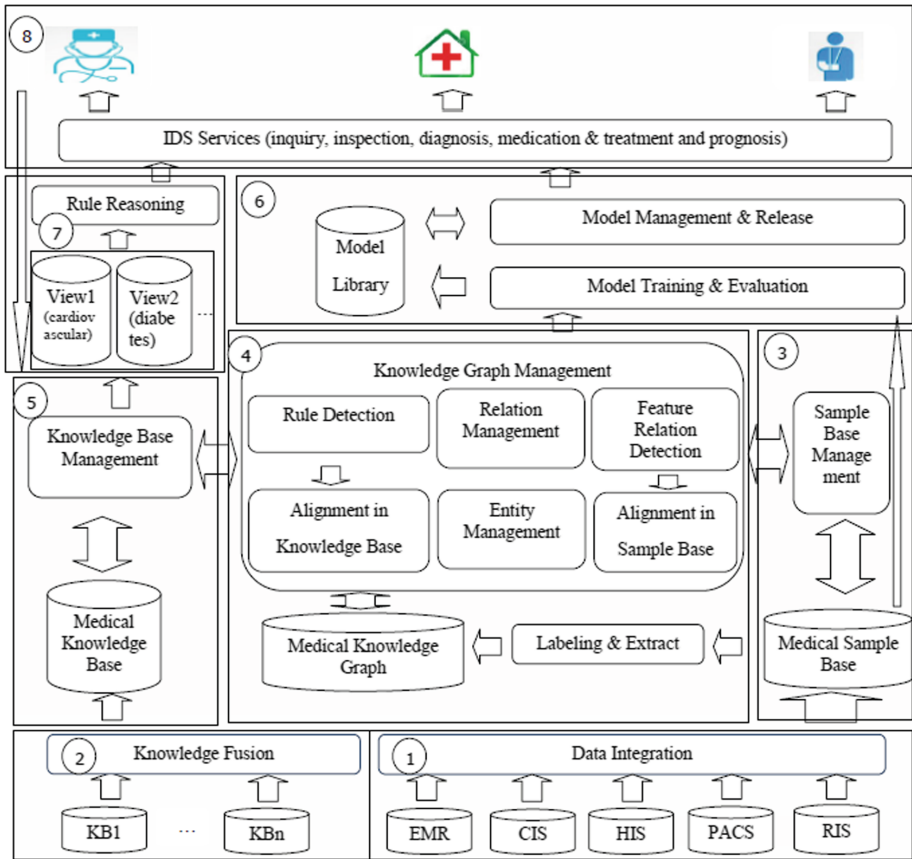 8
IDS Services (inquiry, inspection, diagnosis, medication & treatment and prognosis)
Rule Reasoning
7
View1
(cardiov
ascular)
View2
(diabe
tes)
...
6
Model
Library
Model Management & Release
Model Training & Evaluation
5
Knowledge Base
Management
Medical
Knowledge
Base
4
Knowledge Graph Management
Rule Detection
Relation
Management
Feature
Relation
Detection
Alignment in
Knowledge Base
Entity
Management
Alignment in
Sample Base
Medical Knowledge
Graph
Labeling & Extract
3
Sample
Base
Manage
ment
Medical Sample
Base
2
Knowledge Fusion
KB1
...
KBn
1
Data Integration
EMR
CIS
HIS
PACS
RIS